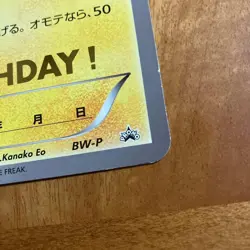 げる。オモテなら、50
HDAY!
年 月 日
.Kanako Eo
BW-P
E FREAK.